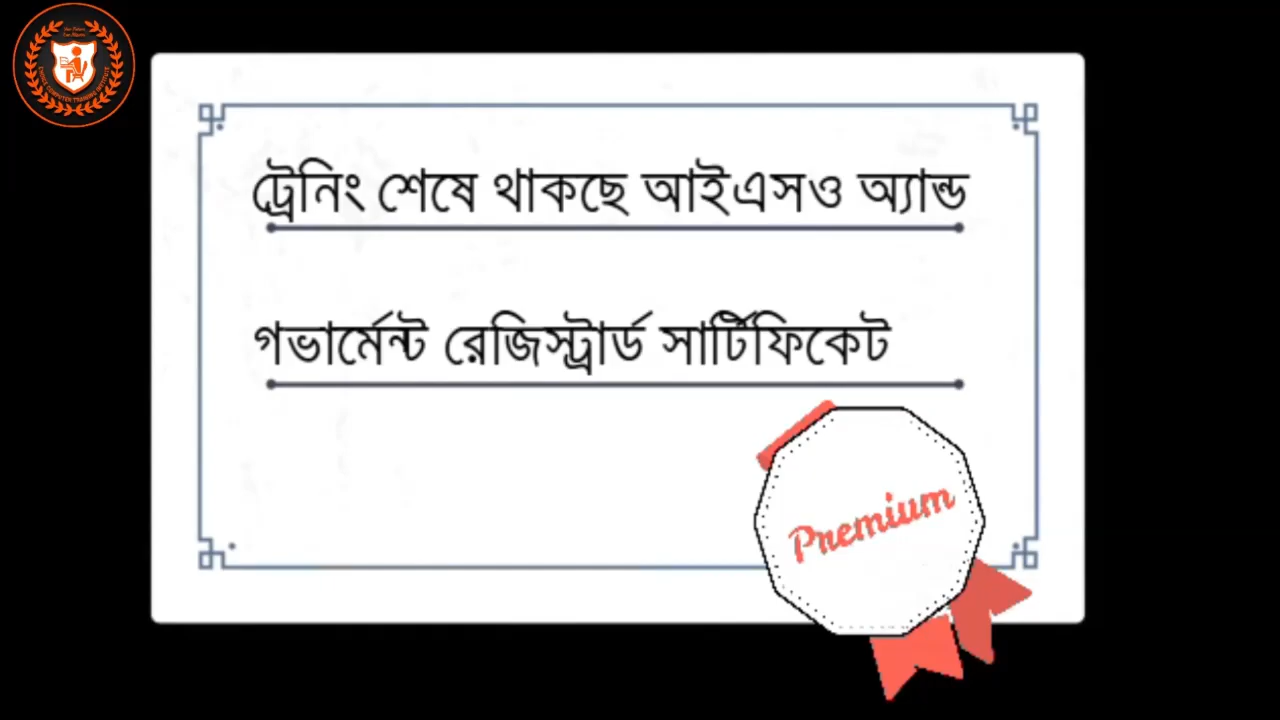 ট্রেনিং শেষে থাকছে আইএসও অ্যান্ড
গভার্মেন্ট রেজিস্ট্রার্ড সার্টিফিকেট
Premium